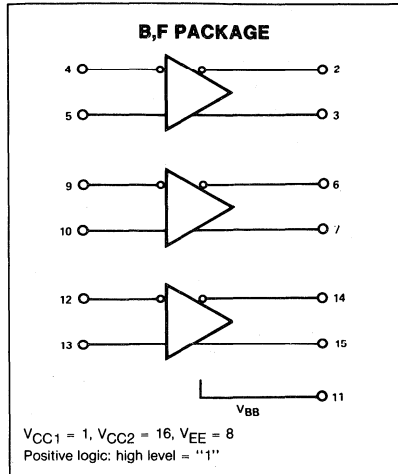 B,F PACKAGE
4 2
5 3
9 6
10 7
12 14
13 15
11
VBB
VCC1 = 1, VCC2 = 16, VEE = 8
Positive logic: high level = "1"